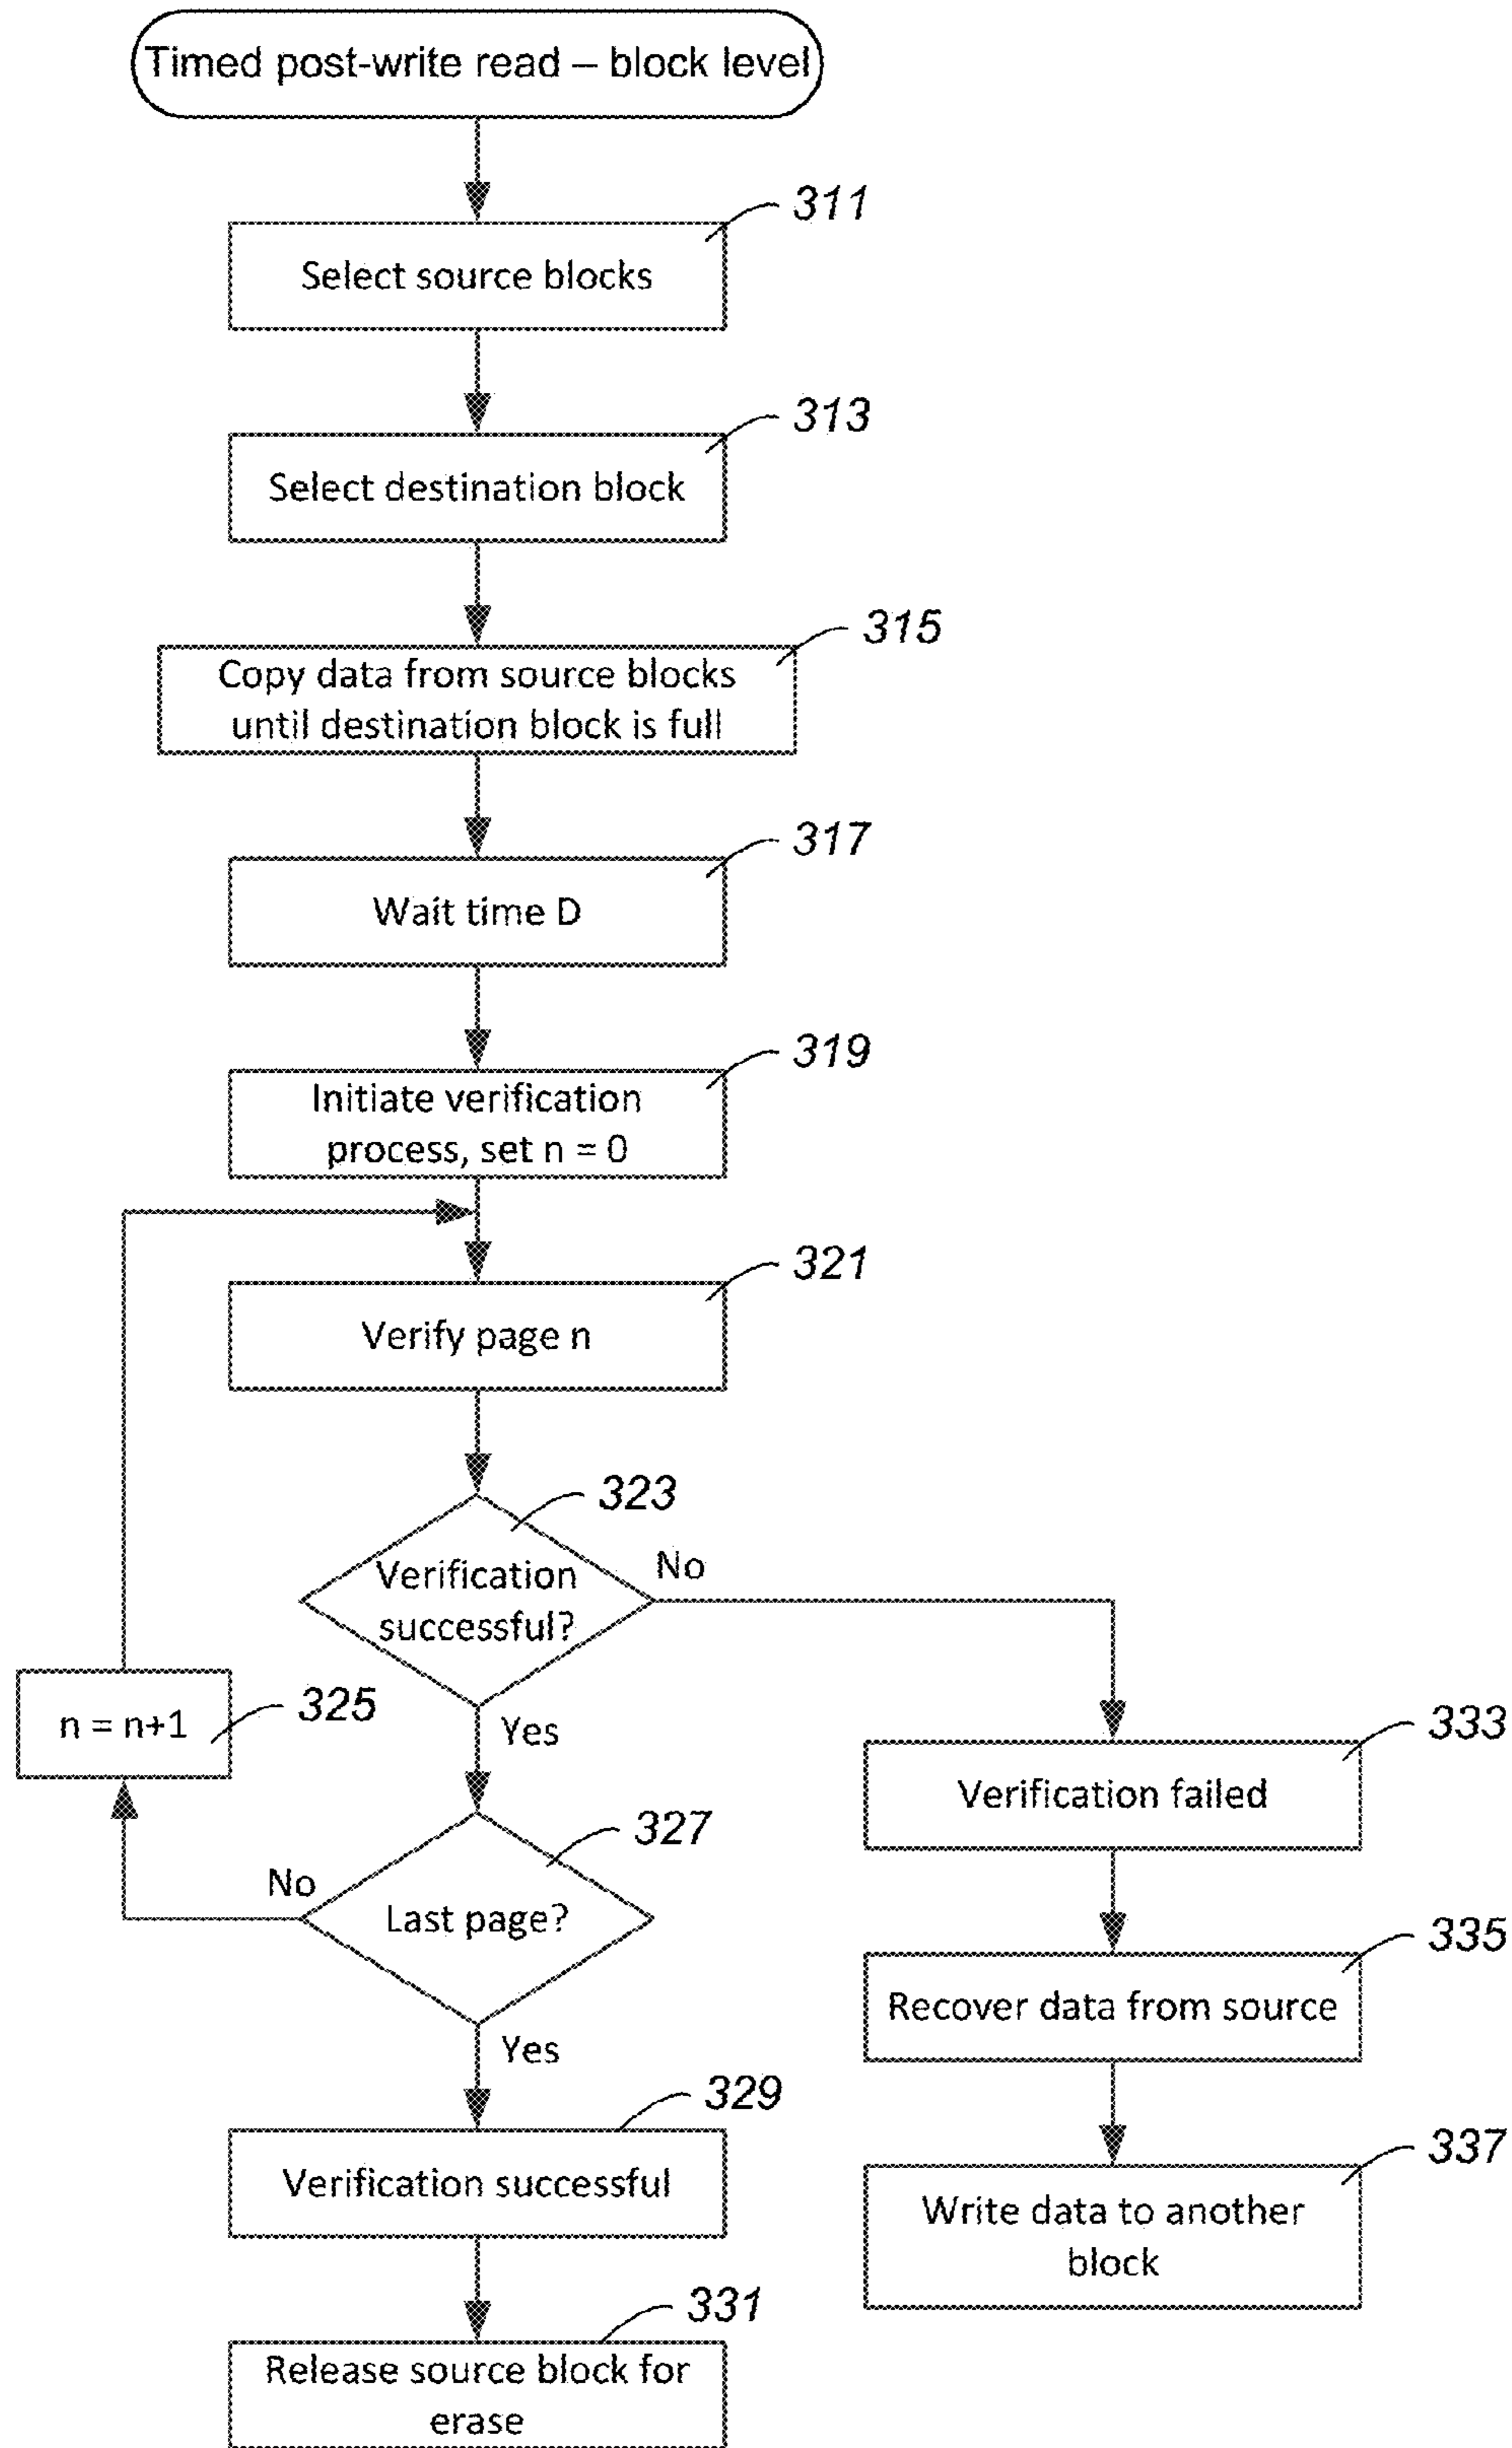 Timed post-write read – block level
311
Select source blocks
313
Select destination block
315
Copy data from source blocks
until destination block is full
317
Wait time D
319
Initiate verification
process, set n = 0
321
Verify page n
323
Verification
successful?
No
Yes
n = n+1
325
327
Last page?
No
Yes
329
Verification successful
331
Release source block for
erase
333
Verification failed
335
Recover data from source
337
Write data to another
block